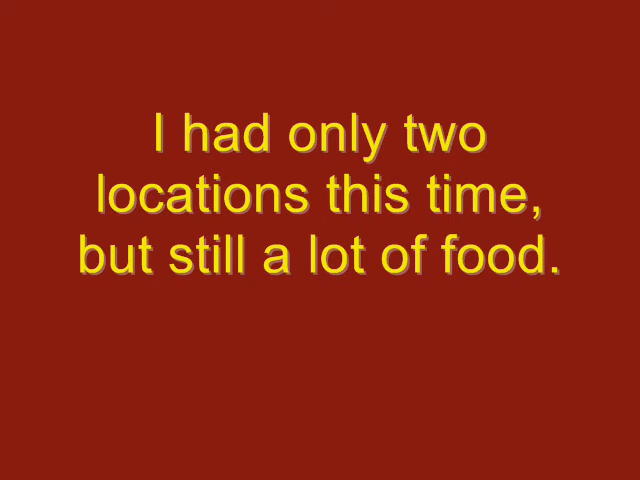 I had only two
locations this time,
but still a lot of food.